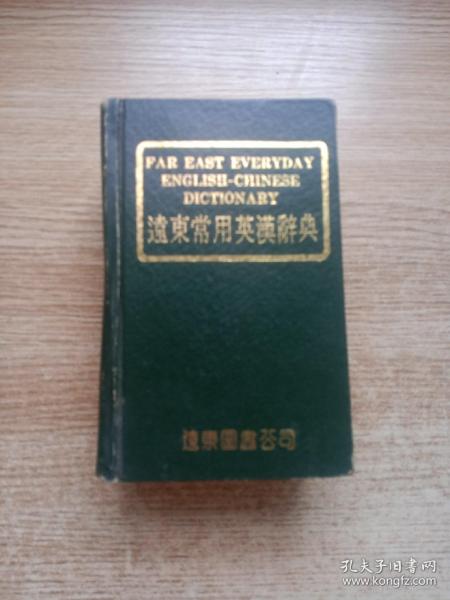 FAR EAST EVERYDAY
ENGLISH-CHINESE
DICTIONARY
遠東常用英漢辭典
遠東圖書公司
孔夫子旧书网
www.kongfz.com